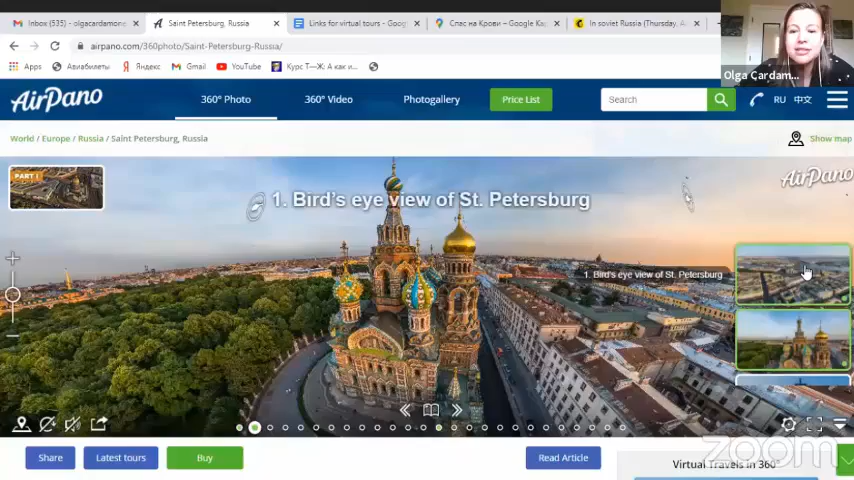 Inbox (535) - olgacardamone
Saint Petersburg, Russia
Links for virtual tours - Goog
Спас на Крови – Google Ка
In soviet Russia (Thursday, A
airpano.com/360photo/Saint-Petersburg-Russia/
Apps
Авиабилеты
Яндекс
Gmail
YouTube
Курс Т—Ж: А как и...
Olga Cardam...
AirPano
360° Photo
360° Video
Photogallery
Price List
Search
RU
中文
World / Europe / Russia / Saint Petersburg, Russia
Show map
PART I
AirPano
1. Bird's eye view of St. Petersburg
1. Bird's eye view of St. Petersburg
Share
Latest tours
Buy
Read Article
Virtual Travels in 360°
zoom